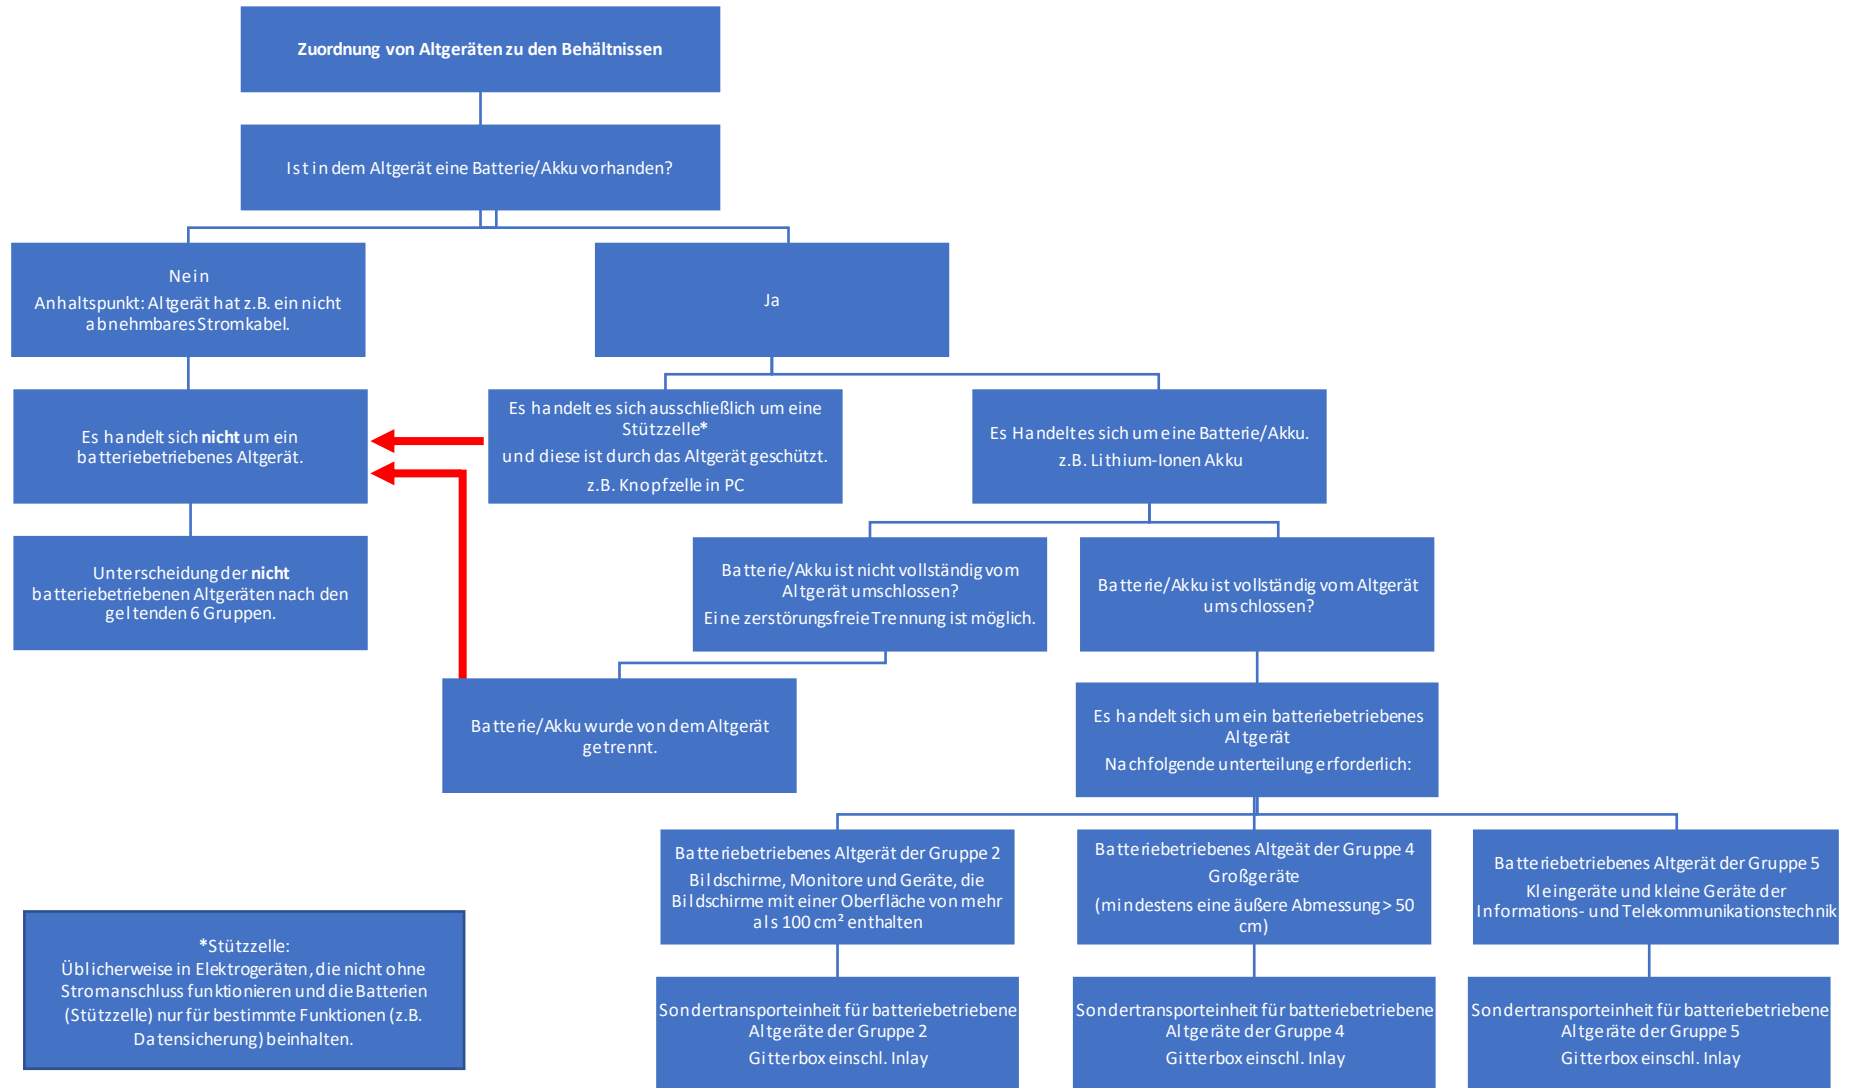 Zuordnung von Altgeräten zu den Behältnissen
Ist in dem Altgerät eine Batterie/Akku vorhanden?
Nein
Anhaltspunkt: Altgerät hat z.B. ein nicht
abnehmbares Stromkabel.
Ja
Es handelt sich nicht um ein
batteriebetriebenes Altgerät.
Es handelt es sich ausschließlich um eine
Stützzelle*
und diese ist durch das Altgerät geschützt.
z.B. Knopfzelle in PC
Es Handelt es sich um eine Batterie/Akku.
z.B. Lithium-Ionen Akku
Unterscheidung der nicht
batteriebetriebenen Altgeräten nach den
geltenden 6 Gruppen.
Batterie/Akku ist nicht vollständig vom
Altgerät umschlossen?
Eine zerstörungsfreie Trennung ist möglich.
Batterie/Akku ist vollständig vom Altgerät
umschlossen?
Batterie/Akku wurde von dem Altgerät
getrennt.
Es handelt sich um ein batteriebetriebenes
Altgerät
Nachfolgende unterteilung erforderlich:
Batteriebetriebenes Altgerät der Gruppe 2
Bildschirme, Monitore und Geräte, die
Bildschirme mit einer Oberfläche von mehr
als 100 cm² enthalten
Batteriebetriebenes Altgeät der Gruppe 4
Großgeräte
(mindestens eine äußere Abmessung > 50
cm)
Batteriebetriebenes Altgerät der Gruppe 5
Kleingeräte und kleine Geräte der
Informations- und Telekommunikationstechnik
*Stützzelle:
Üblicherweise in Elektrogeräten, die nicht ohne
Stromanschluss funktionieren und die Batterien
(Stützzelle) nur für bestimmte Funktionen (z.B.
Datensicherung) beinhalten.
Sondertransporteinheit für batteriebetriebene
Altgeräte der Gruppe 2
Gitterbox einschl. Inlay
Sondertransporteinheit für batteriebetriebene
Altgeräte der Gruppe 4
Gitterbox einschl. Inlay
Sondertransporteinheit für batteriebetriebene
Altgeräte der Gruppe 5
Gitterbox einschl. Inlay